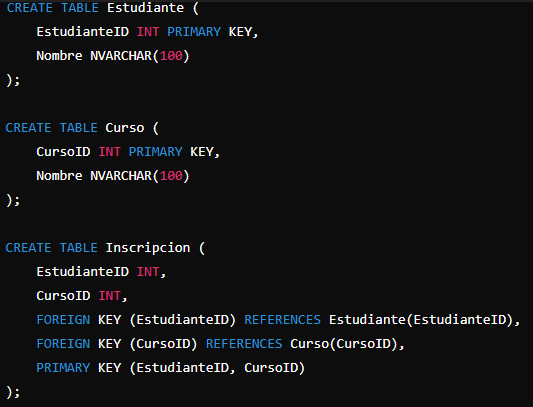 CREATE TABLE Estudiante (
    EstudianteID INT PRIMARY KEY,
    Nombre NVARCHAR(100)
);

CREATE TABLE Curso (
    CursoID INT PRIMARY KEY,
    Nombre NVARCHAR(100)
);

CREATE TABLE Inscripcion (
    EstudianteID INT,
    CursoID INT,
    FOREIGN KEY (EstudianteID) REFERENCES Estudiante(EstudianteID),
    FOREIGN KEY (CursoID) REFERENCES Curso(CursoID),
    PRIMARY KEY (EstudianteID, CursoID)
);